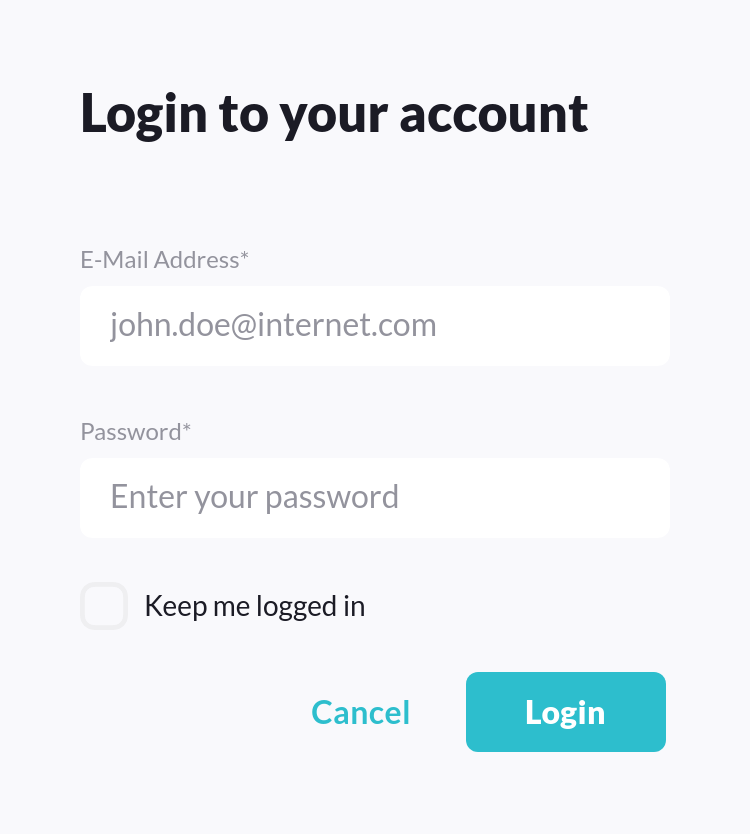 Login to your account
E-Mail Address*
john.doe@internet.com
Password*
Enter your password
Keep me logged in
Cancel Login